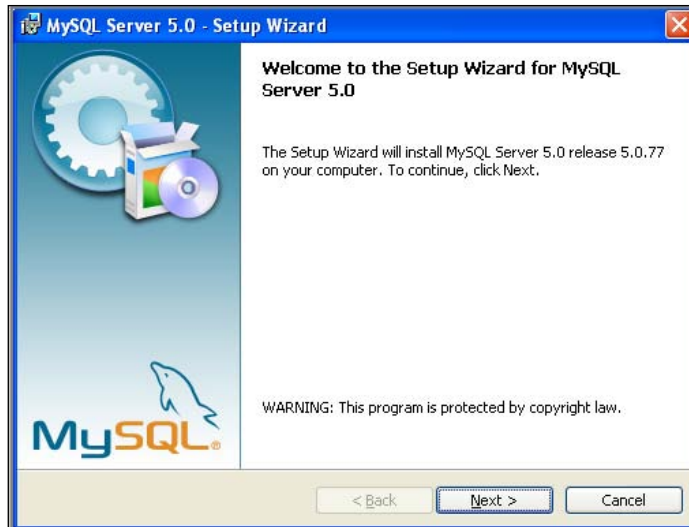 MySQL Server 5.0 - Setup Wizard
Welcome to the Setup Wizard for MySQL
Server 5.0
The Setup Wizard will install MySQL Server 5.0 release 5.0.77
on your computer. To continue, click Next.
WARNING: This program is protected by copyright law.
MySQL®
< Back
Next >
Cancel